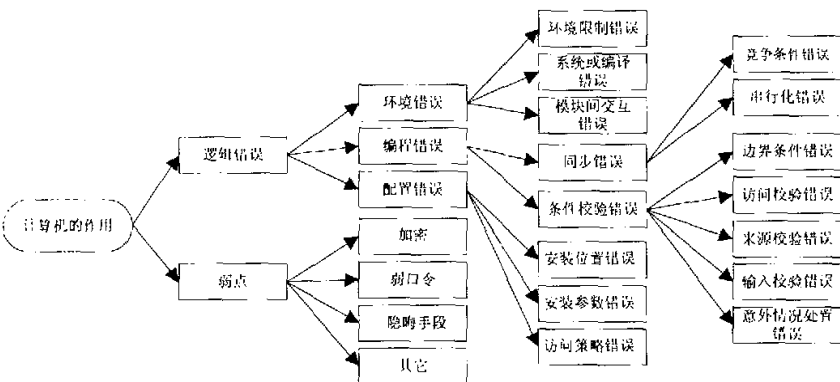 计算机的作用
逻辑错误
弱点
环境错误
编程错误
配置错误
加密
弱口令
隐晦手段
其它
环境限制错误
系统或编译
错误
模块间交互
错误
同步错误
条件校验错误
安装位置错误
安装参数错误
访问策略错误
竞争条件错误
串行化错误
边界条件错误
访问校验错误
来源校验错误
输入校验错误
意外情况处置
错误